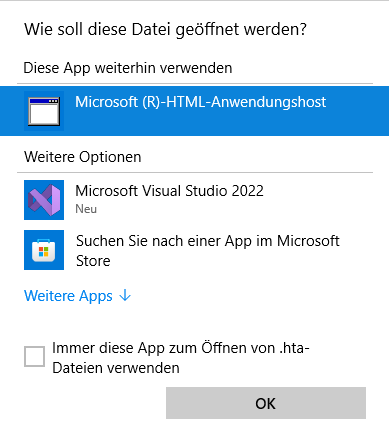 Wie soll diese Datei geöffnet werden?
Diese App weiterhin verwenden
Microsoft (R)-HTML-Anwendungshost
Weitere Optionen
Microsoft Visual Studio 2022
Neu
Suchen Sie nach einer App im Microsoft
Store
Weitere Apps ↓
Immer diese App zum Öffnen von .hta-
Dateien verwenden
OK